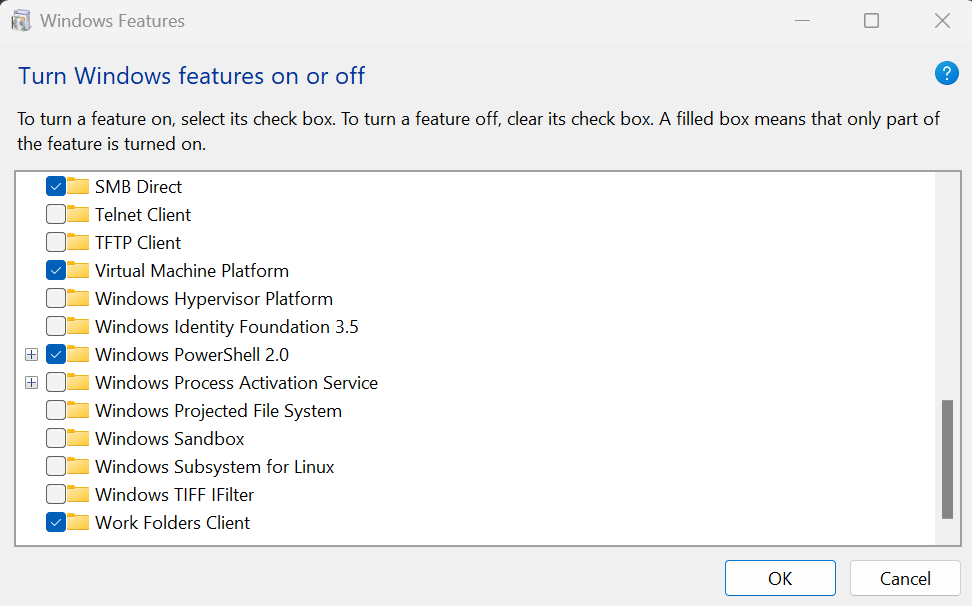 Windows Features
Turn Windows features on or off
?
To turn a feature on, select its check box. To turn a feature off, clear its check box. A filled box means that only part of
the feature is turned on.
SMB Direct
Telnet Client
TFTP Client
Virtual Machine Platform
Windows Hypervisor Platform
Windows Identity Foundation 3.5
Windows PowerShell 2.0
Windows Process Activation Service
Windows Projected File System
Windows Sandbox
Windows Subsystem for Linux
Windows TIFF IFilter
Work Folders Client
OK Cancel